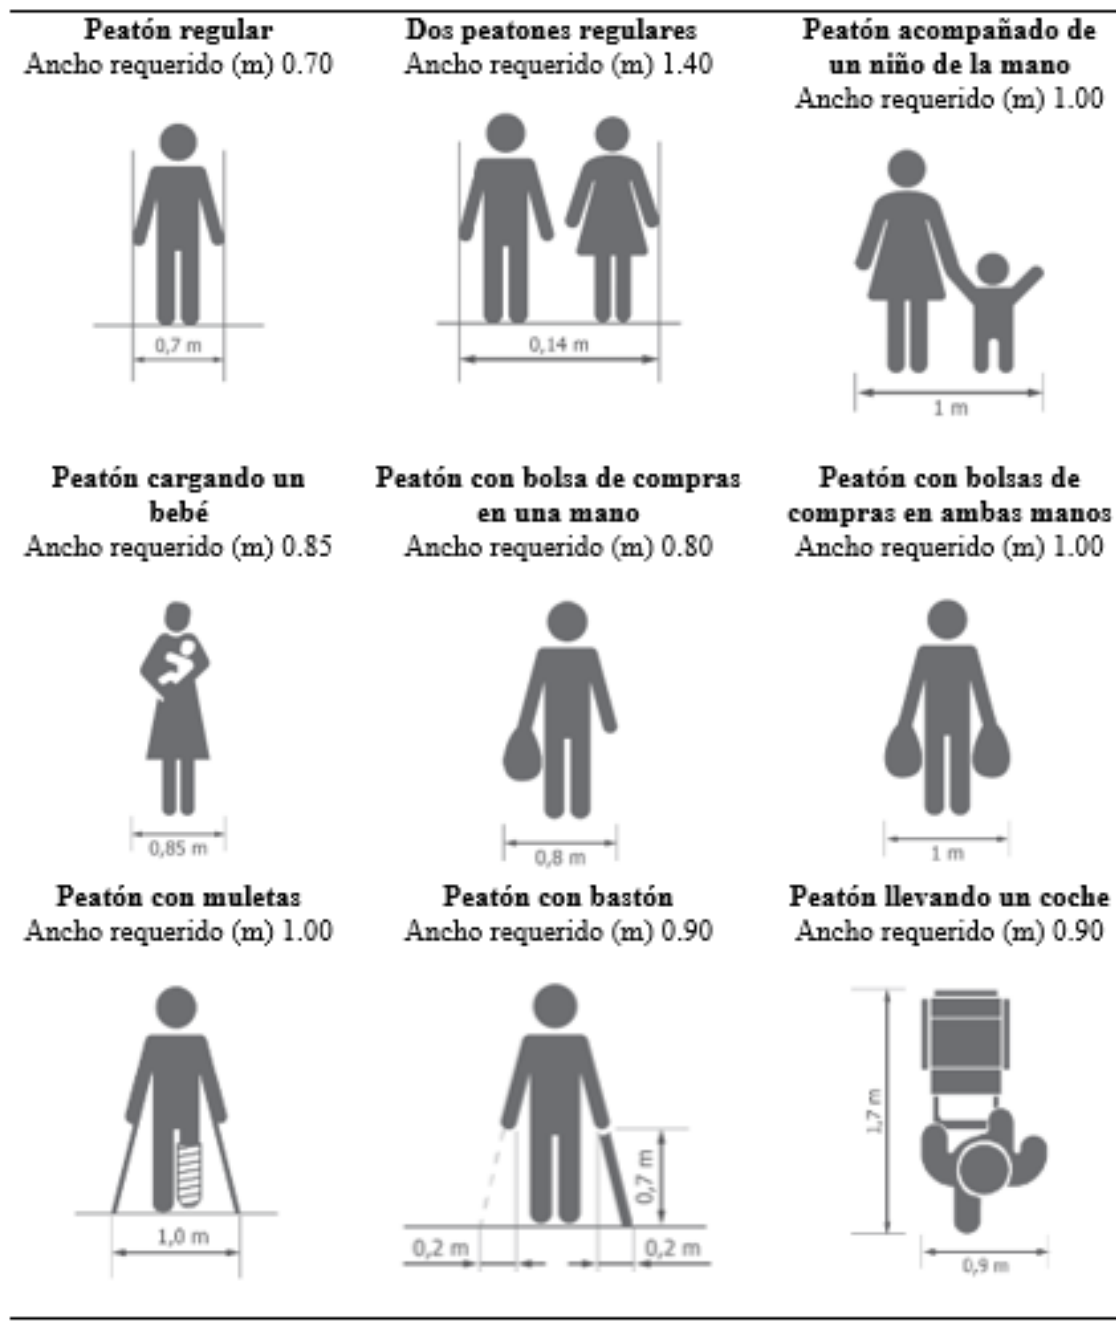 Peatón regular
Ancho requerido (m) 0.70
0,7 m
Dos peatones regulares
Ancho requerido (m) 1.40
0,14 m
Peatón acompañado de
un niño de la mano
Ancho requerido (m) 1.00
1 m
Peatón cargando un
bebé
Ancho requerido (m) 0.85
0,85 m
Peatón con bolsa de compras
en una mano
Ancho requerido (m) 0.80
0,8 m
Peatón con bolsas de
compras en ambas manos
Ancho requerido (m) 1.00
1 m
Peatón con muletas
Ancho requerido (m) 1.00
1,0 m
Peatón con bastón
Ancho requerido (m) 0.90
0,7 m
0,2 m
0,2 m
Peatón llevando un coche
Ancho requerido (m) 0.90
1,7 m
0,9 m